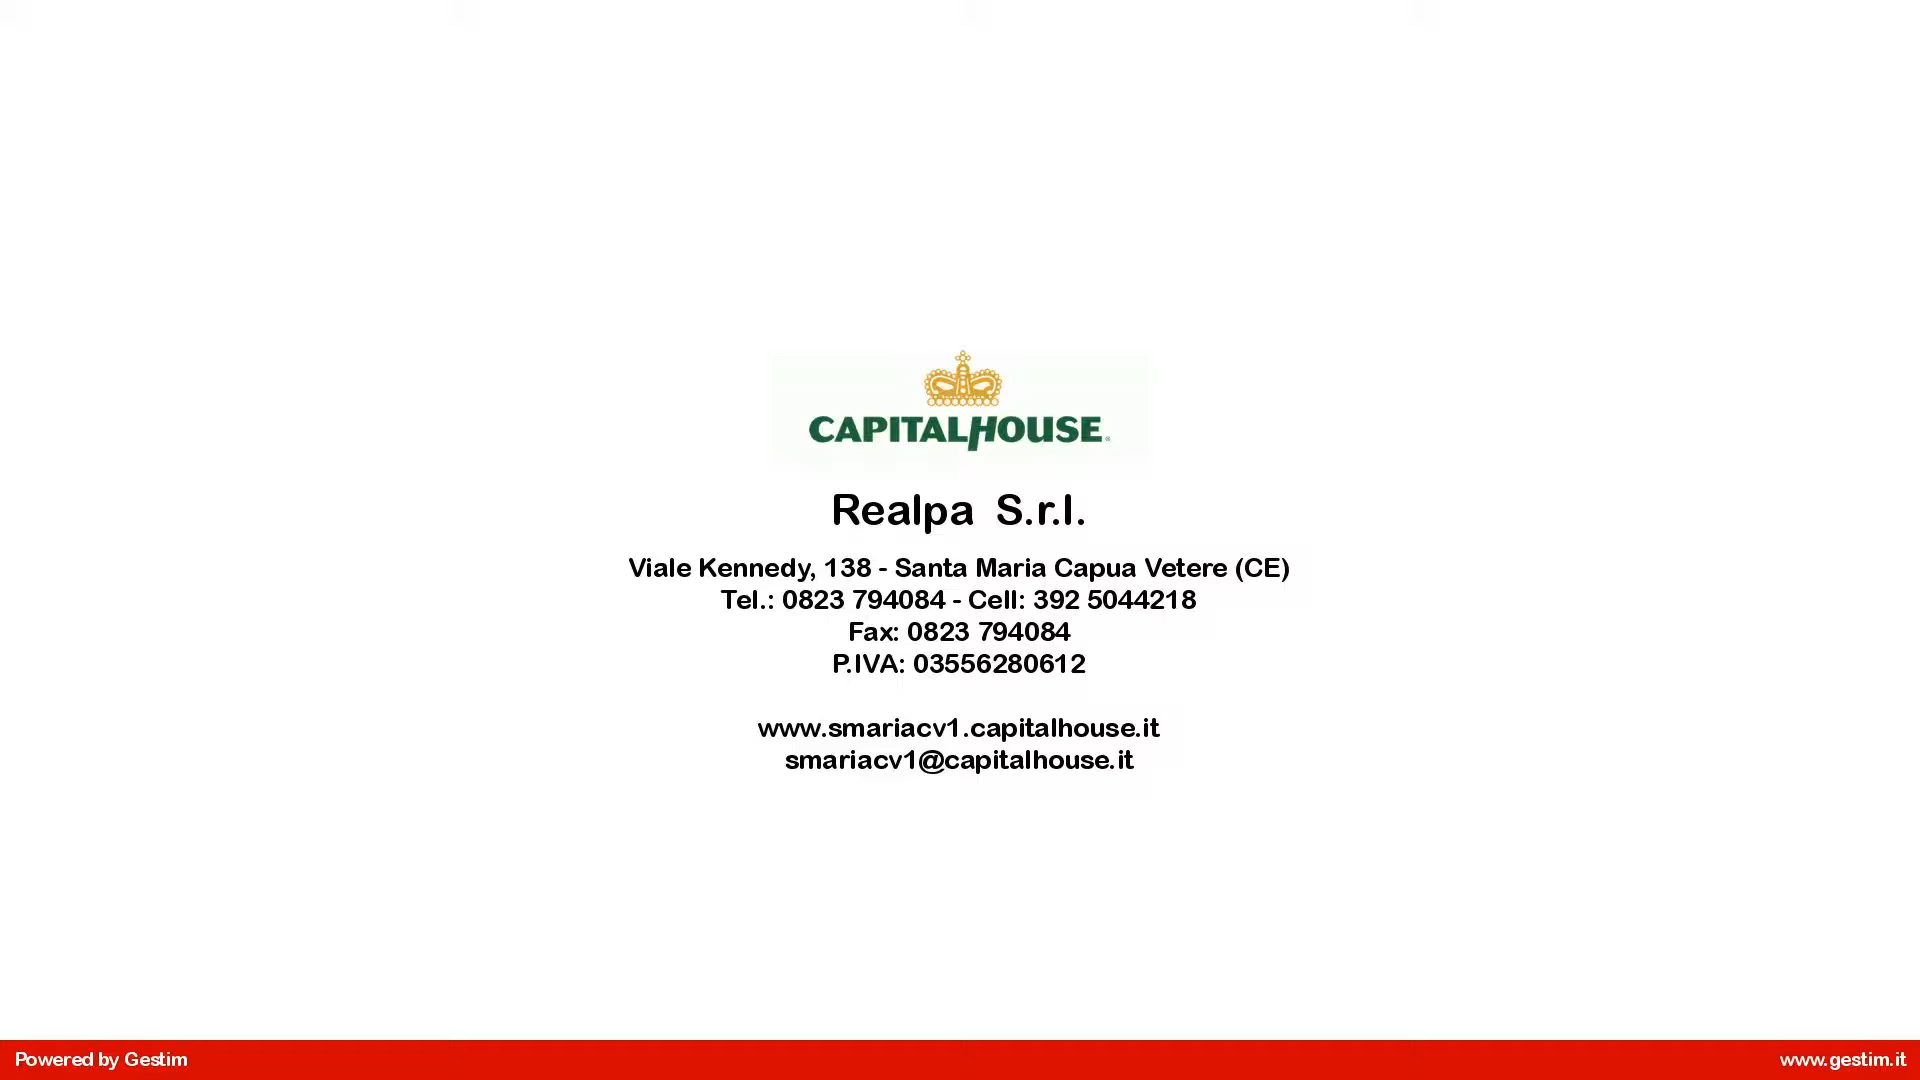 CAPITALHOUSE
Realpa S.r.l.
Viale Kennedy, 138 - Santa Maria Capua Vetere (CE)
Tel.: 0823 794084 - Cell: 392 5044218
Fax: 0823 794084
P.IVA: 03556280612
www.smariacv1.capitalhouse.it
smariacv1@capitalhouse.it
Powered by Gestim
www.gestim.it